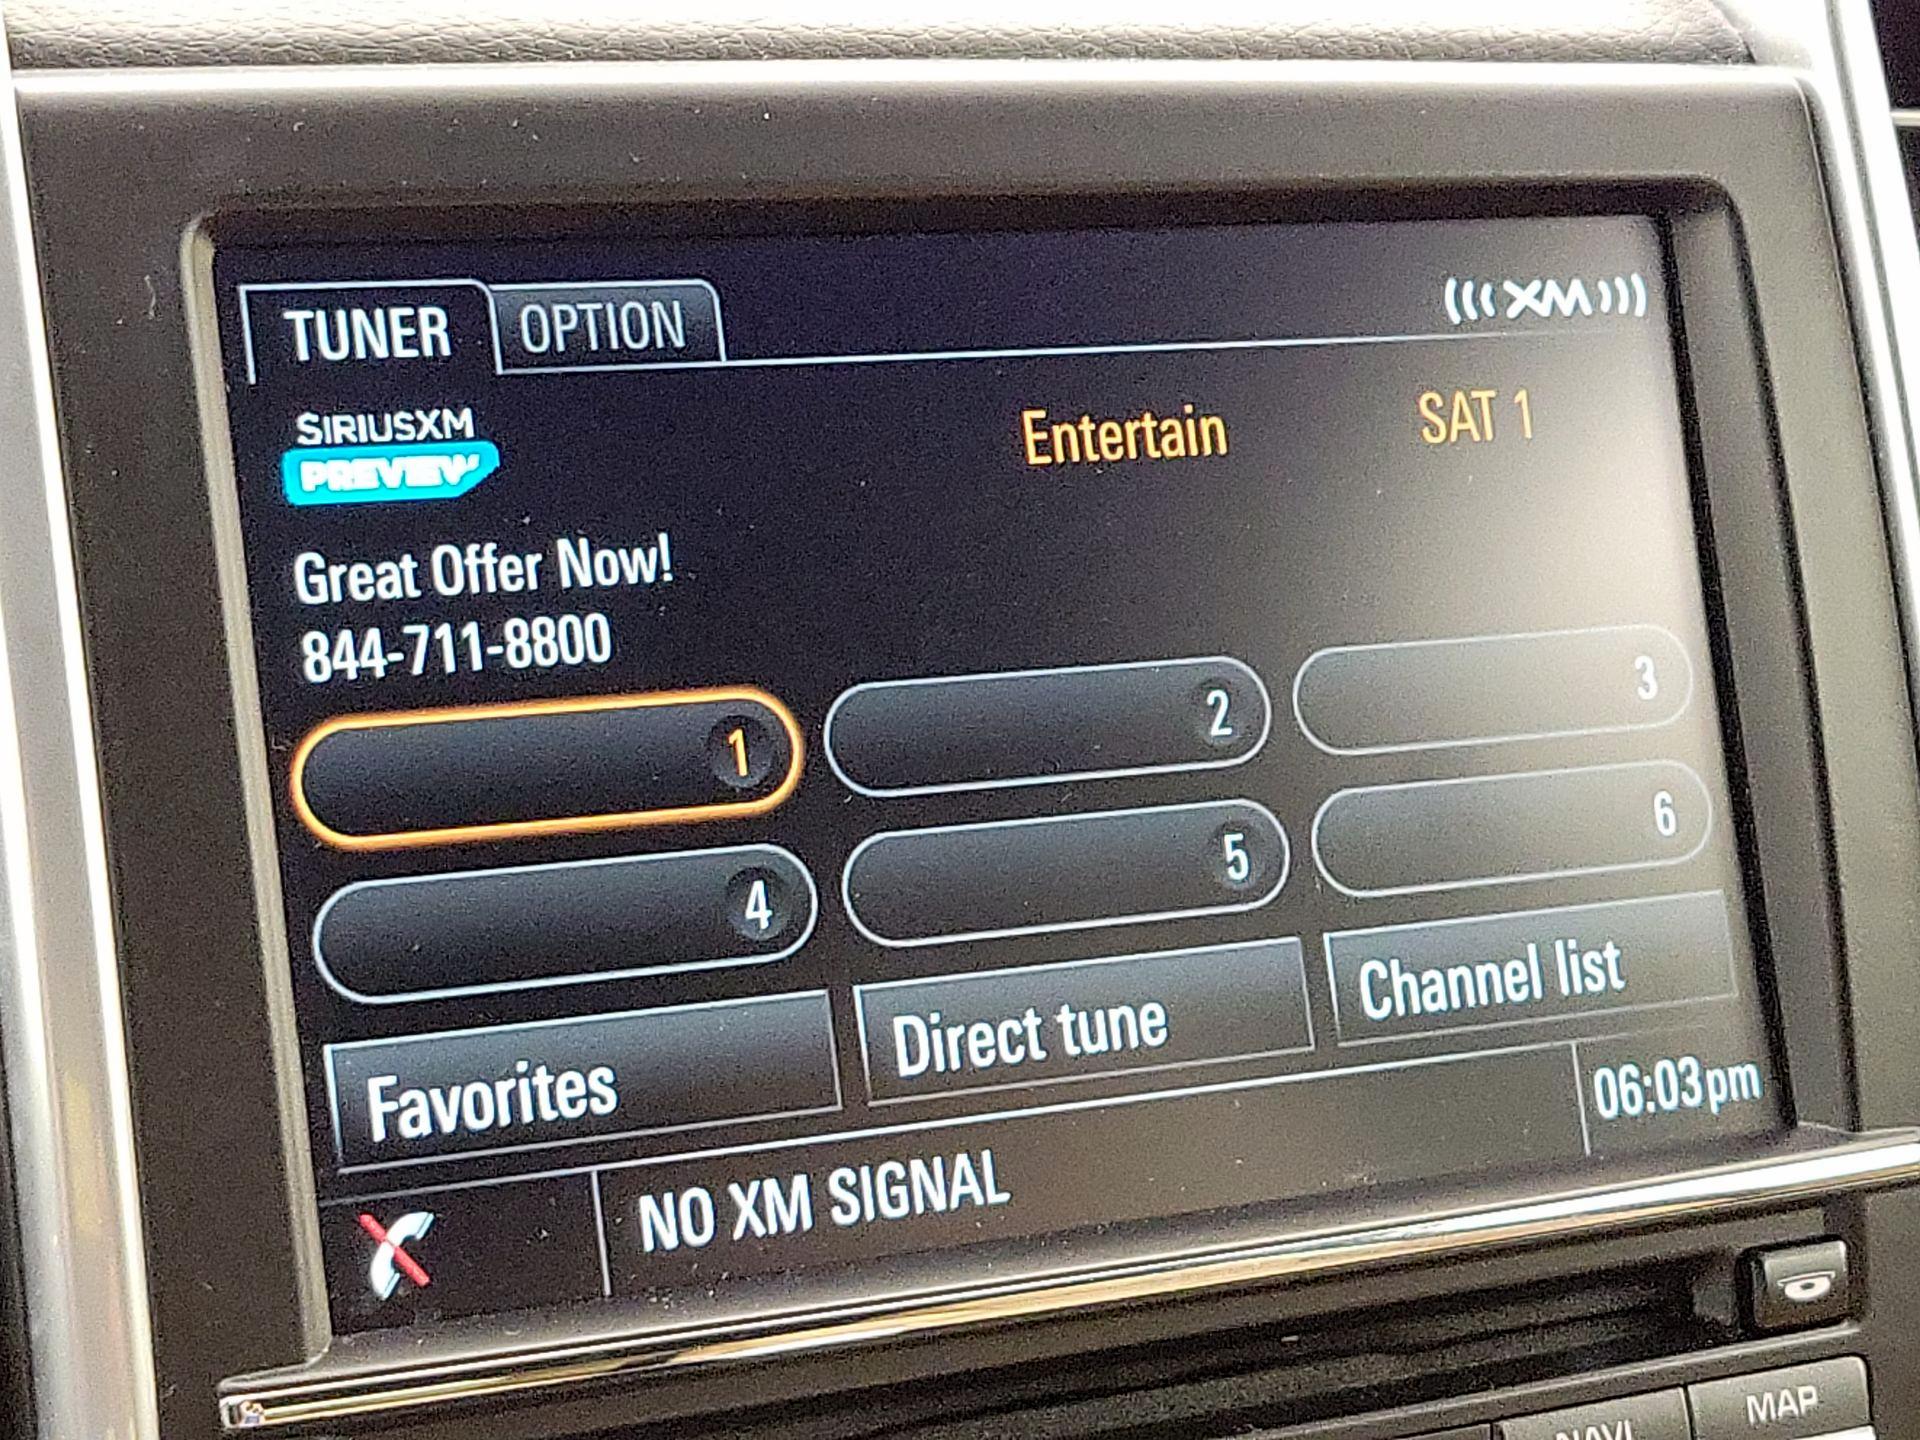 TUNER OPTION (((XM)))
SIRIUSXM Entertain SAT 1
PREVIEW
Great Offer Now!
844-711-8800
1 2 3
4 5 6
Favorites Direct tune Channel list
NO XM SIGNAL 06:03pm
NAVI MAP